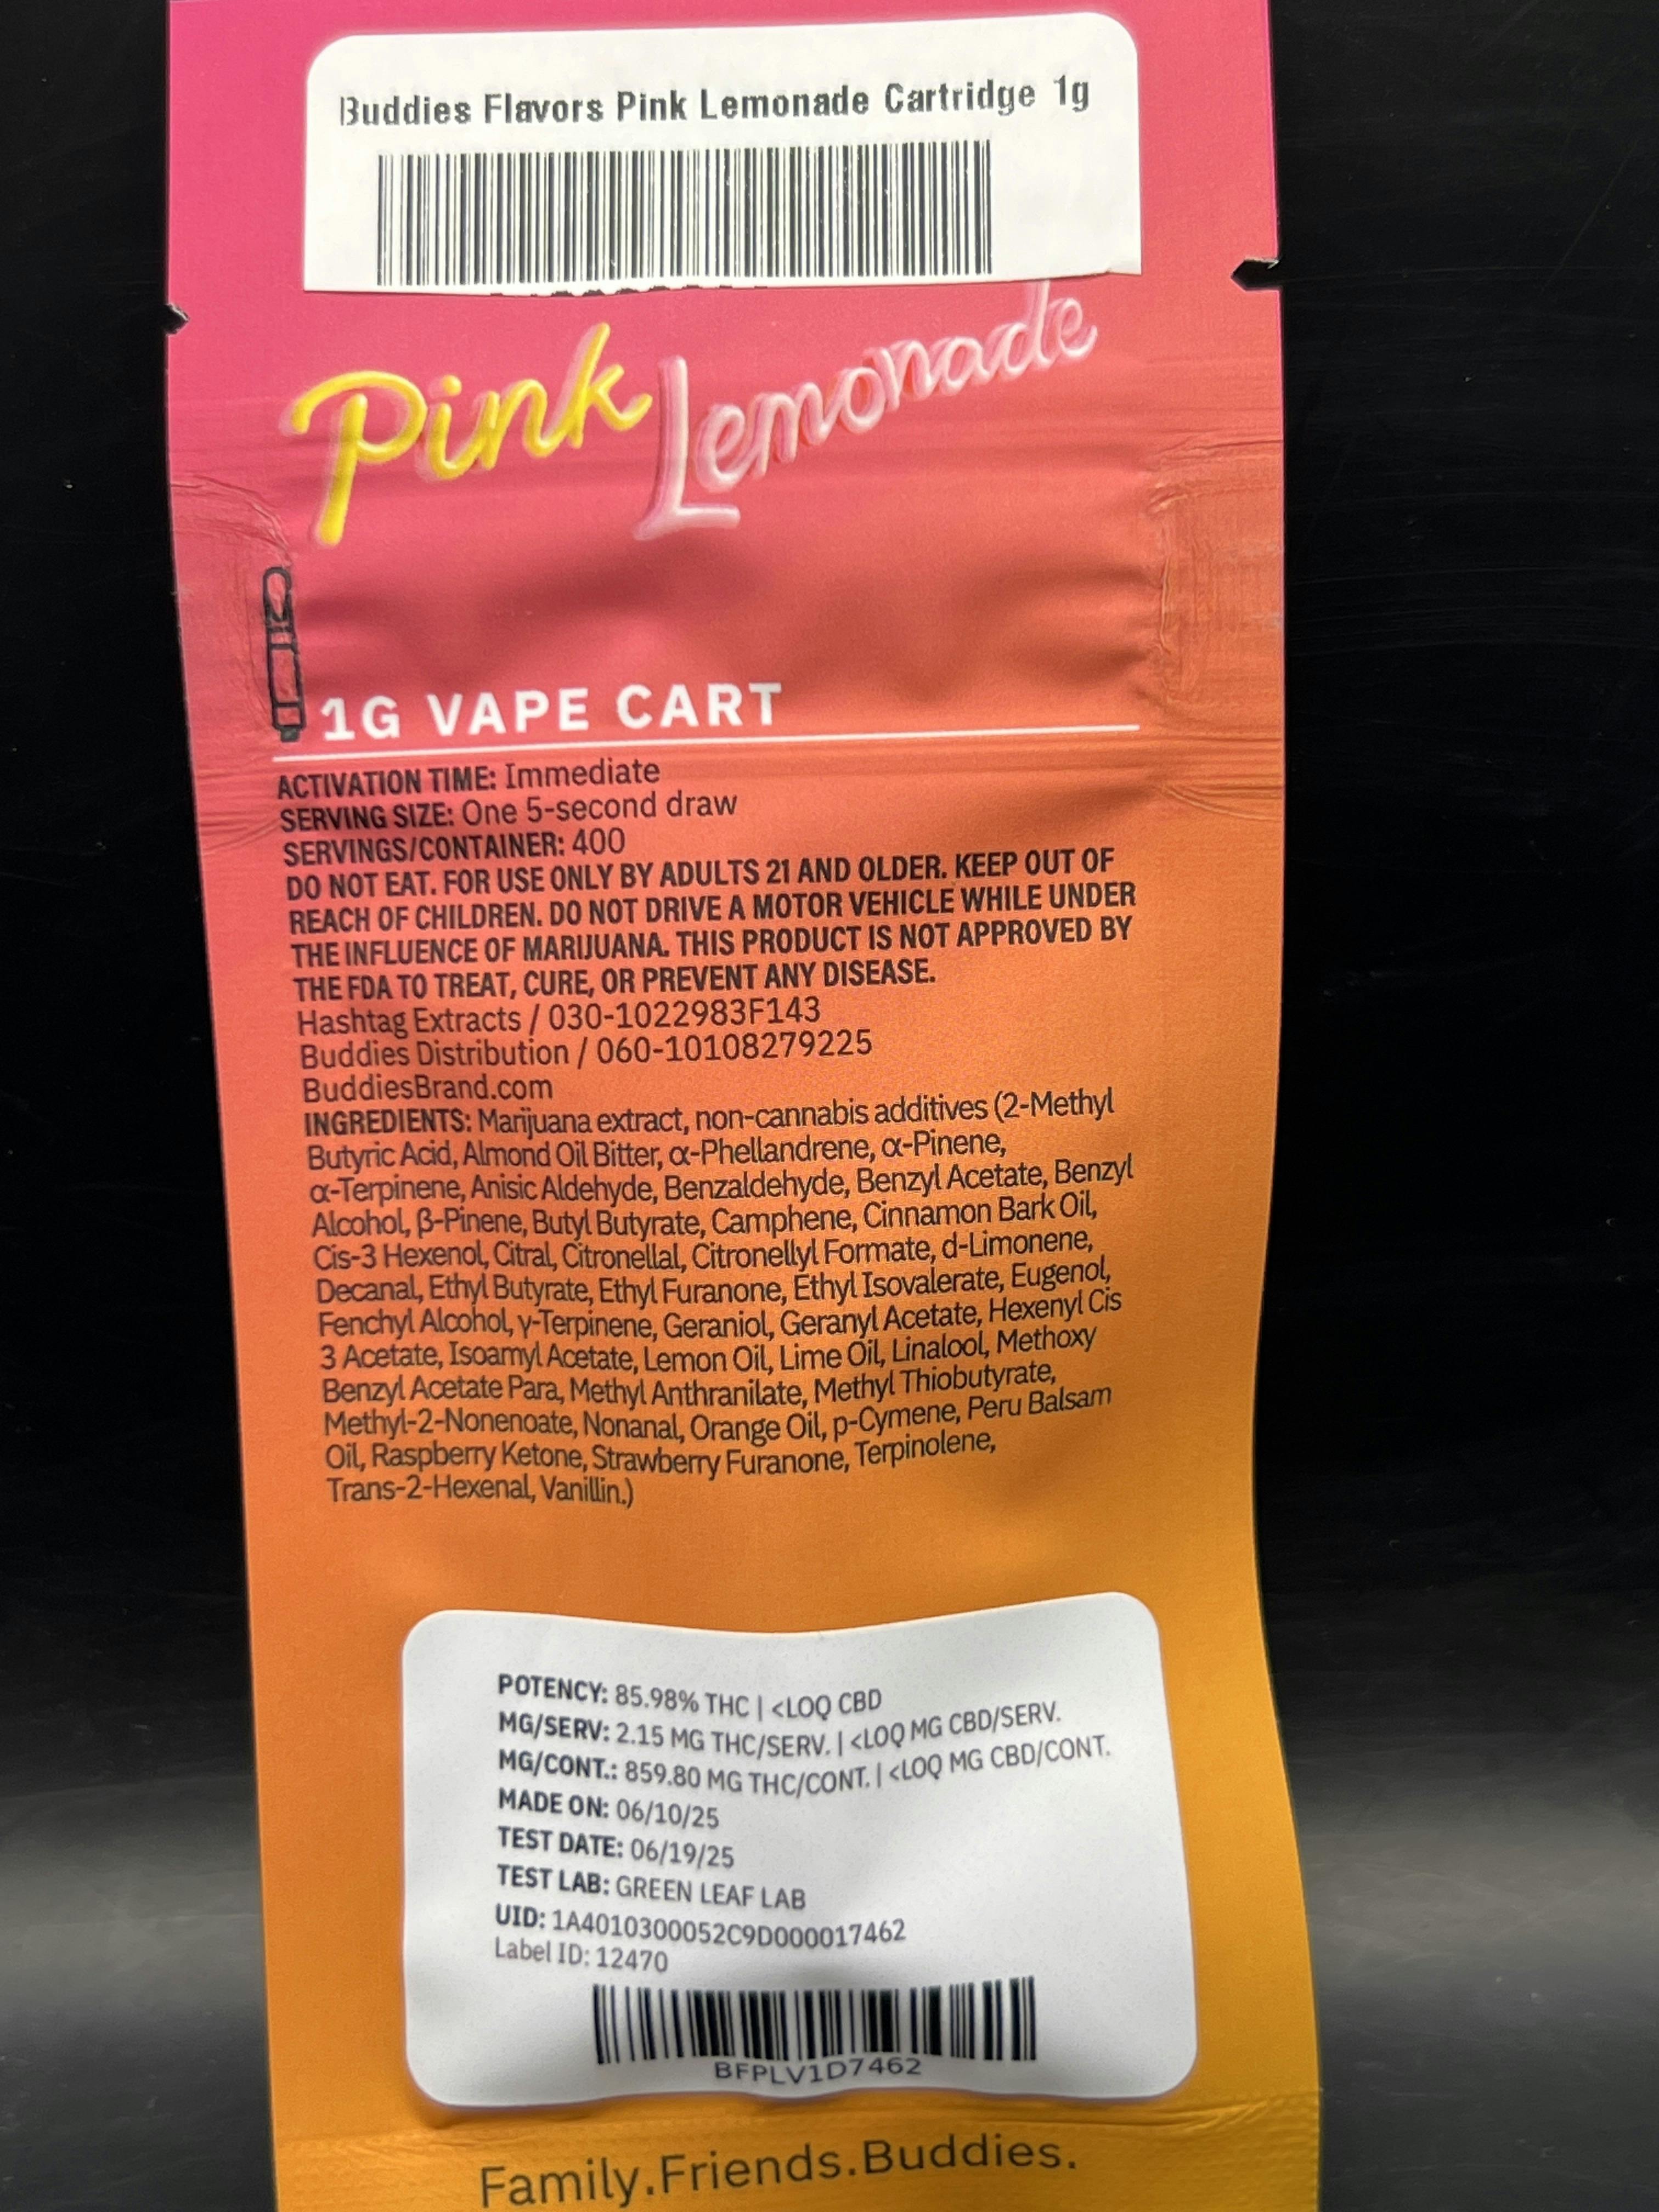 Buddies Flavors Pink Lemonade Cartridge 1g
Pink Lemonade
1G VAPE CART
ACTIVATION TIME: Immediate
SERVING SIZE: One 5-second draw
SERVINGS/CONTAINER: 400
DO NOT EAT. FOR USE ONLY BY ADULTS 21 AND OLDER. KEEP OUT OF
REACH OF CHILDREN. DO NOT DRIVE A MOTOR VEHICLE WHILE UNDER
THE INFLUENCE OF MARIJUANA. THIS PRODUCT IS NOT APPROVED BY
THE FDA TO TREAT, CURE, OR PREVENT ANY DISEASE.
Hashtag Extracts / 030-1022983F143
Buddies Distribution / 060-10108279225
BuddiesBrand.com
INGREDIENTS: Marijuana extract, non-cannabis additives (2-Methyl
Butyric Acid, Almond Oil Bitter, α-Phellandrene, α-Pinene,
α-Terpinene, Anisic Aldehyde, Benzaldehyde, Benzyl Acetate, Benzyl
Alcohol, β-Pinene, Butyl Butyrate, Camphene, Cinnamon Bark Oil,
Cis-3 Hexenol, Citral, Citronellal, Citronellyl Formate, d-Limonene,
Decanal, Ethyl Butyrate, Ethyl Furanone, Ethyl Isovalerate, Eugenol,
Fenchyl Alcohol, γ-Terpinene, Geraniol, Geranyl Acetate, Hexenyl Cis
3 Acetate, Isoamyl Acetate, Lemon Oil, Lime Oil, Linalool, Methoxy
Benzyl Acetate Para, Methyl Anthranilate, Methyl Thiobutyrate,
Methyl-2-Nonenoate, Nonanal, Orange Oil, p-Cymene, Peru Balsam
Oil, Raspberry Ketone, Strawberry Furanone, Terpinolene,
Trans-2-Hexenal, Vanillin.)
POTENCY: 85.98% THC | <LOQ CBD
MG/SERV: 2.15 MG THC/SERV. | <LOQ MG CBD/SERV.
MG/CONT.: 859.80 MG THC/CONT. | <LOQ MG CBD/CONT.
MADE ON: 06/10/25
TEST DATE: 06/19/25
TEST LAB: GREEN LEAF LAB
UID: 1A4010300052C9D000017462
Label ID: 12470
BFPLV1D7462
Family.Friends.Buddies.